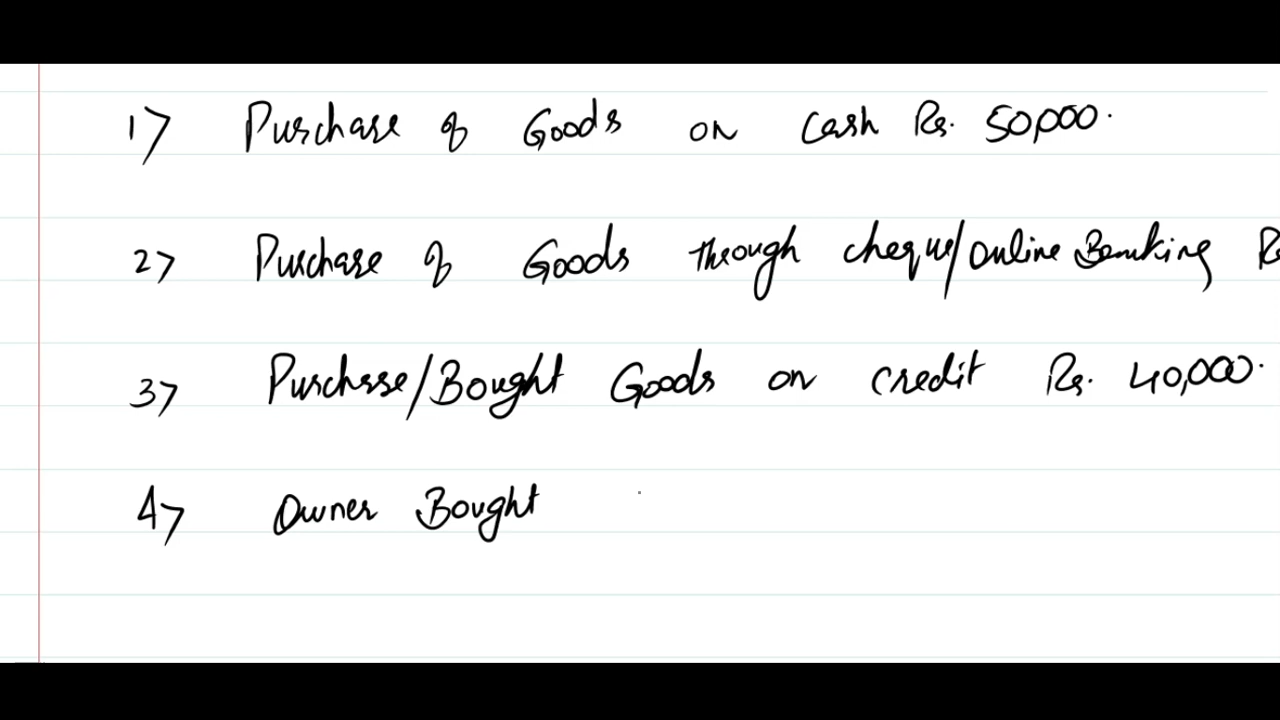 1) Purchase of Goods on Cash Rs. 50,000.
2) Purchase of Goods through cheque/Online Banking Rs
3) Purchase/Bought Goods on credit Rs. 40,000.
4) Owner Bought